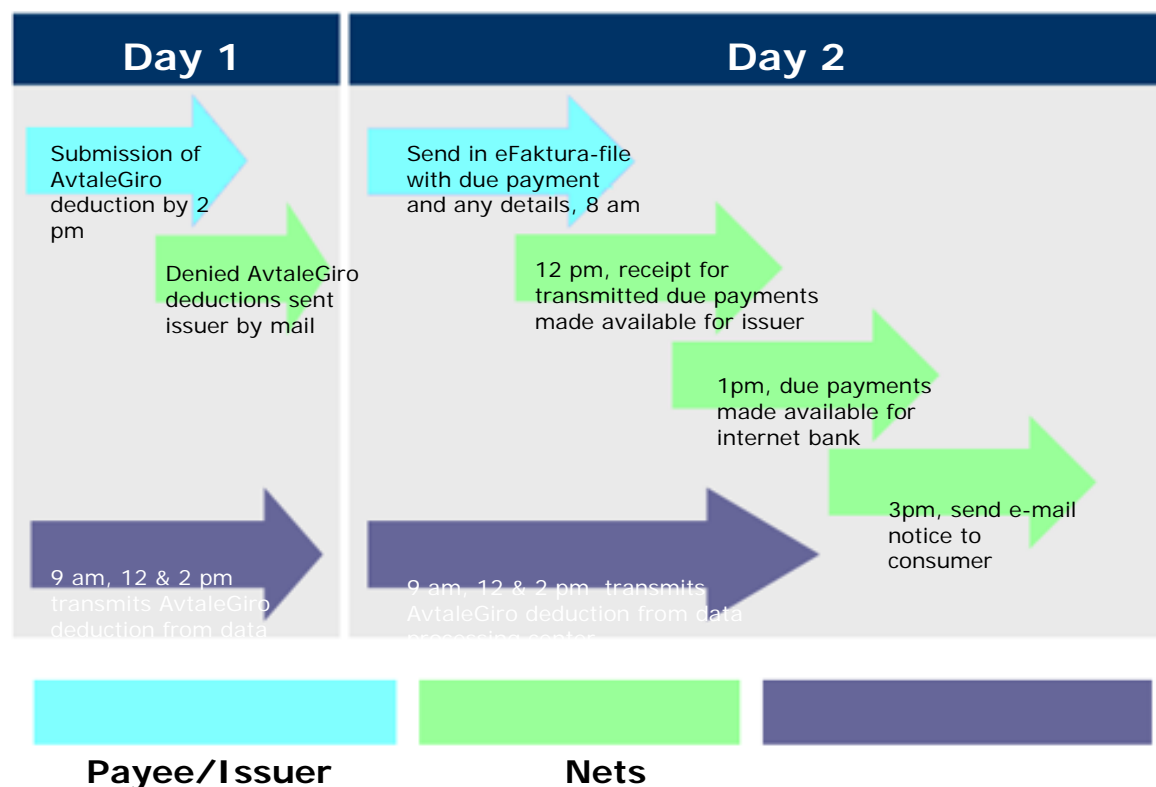 Day 1
Day 2
Submission of
AvtaleGiro
deduction by 2
pm
Denied AvtaleGiro
deductions sent
issuer by mail
9 am, 12 & 2 pm
transmits AvtaleGiro
deduction from data
Send in eFaktura-file
with due payment
and any details, 8 am
12 pm, receipt for
transmitted due payments
made available for issuer
1pm, due payments
made available for
internet bank
3pm, send e-mail
notice to
consumer
9 am, 12 & 2 pm  transmits
AvtaleGiro deduction from data
processing center
Payee/Issuer
Nets